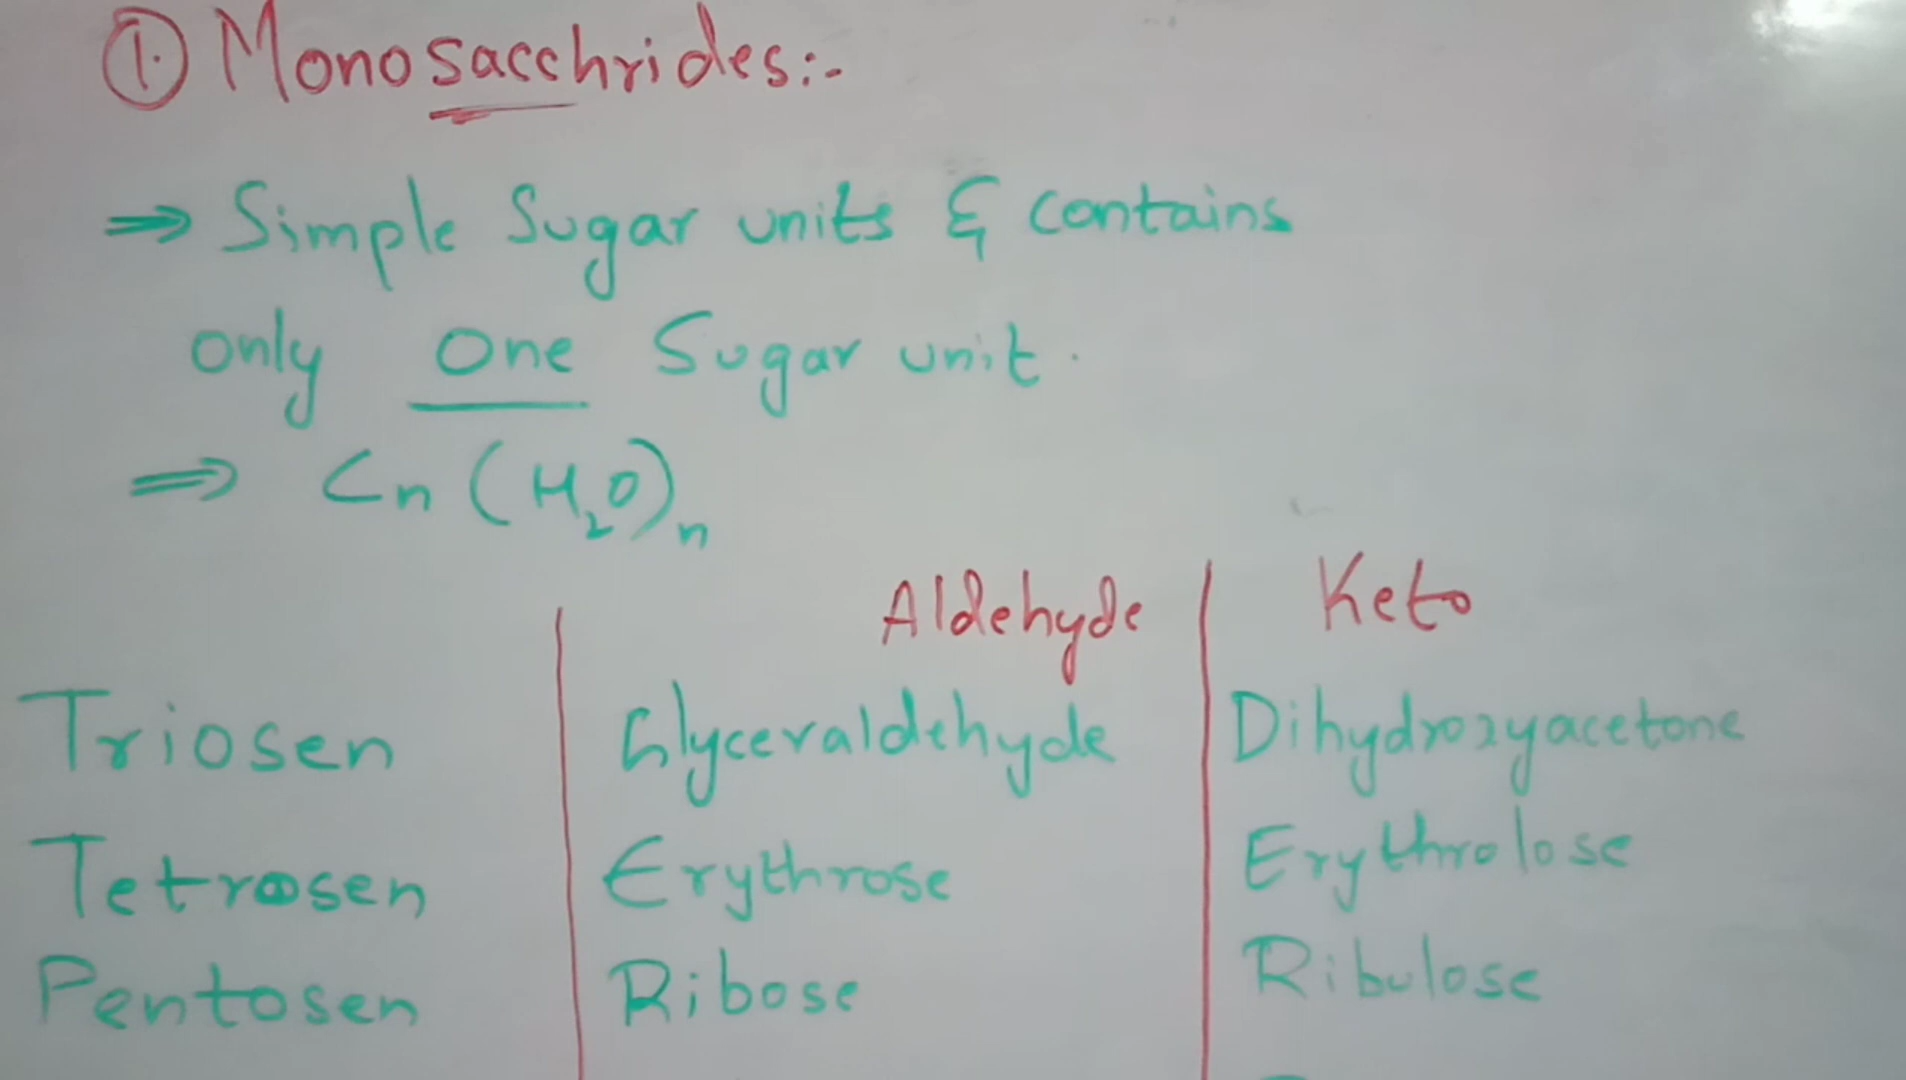 1. Monosacchrides:-
⇒ Simple Sugar units & contains
only One Sugar unit.
⇒ Cn (H₂O)n
Aldehyde Keto
Triosen Glyceraldehyde Dihydroxyacetone
Tetrosen Erythrose Erythrolose
Pentosen Ribose Ribulose